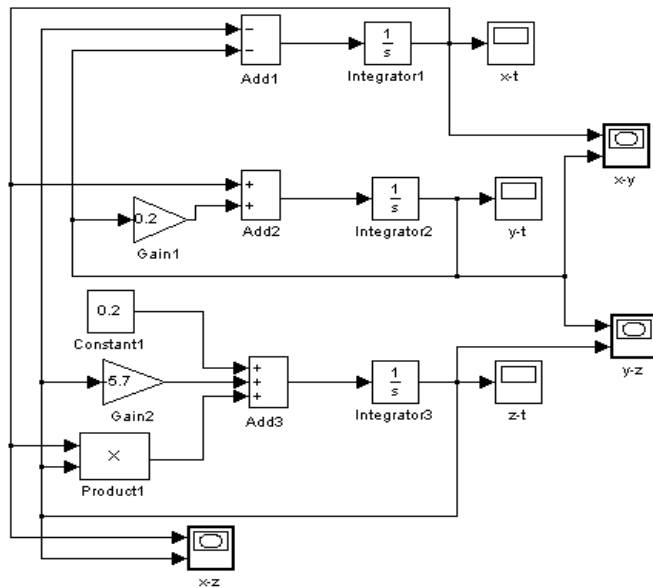 −
−
Add1
1
s
Integrator1
x-t
x-y
+
+
Add2
0.2
Gain1
1
s
Integrator2
y-t
0.2
Constant1
-5.7
Gain2
+
+
+
Add3
1
s
Integrator3
z-t
y-z
×
Product1
x-z